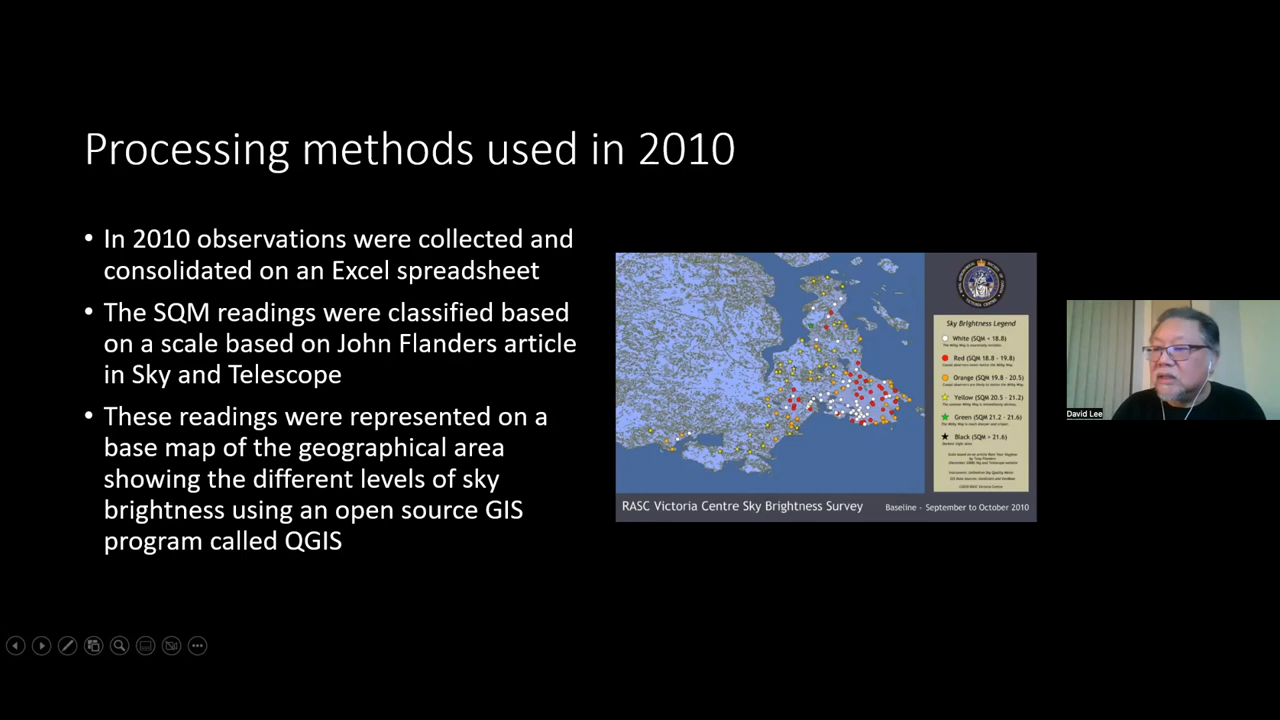 Processing methods used in 2010
• In 2010 observations were collected and
consolidated on an Excel spreadsheet
• The SQM readings were classified based
on a scale based on John Flanders article
in Sky and Telescope
• These readings were represented on a
base map of the geographical area
showing the different levels of sky
brightness using an open source GIS
program called QGIS
Sky Brightness Legend
White (SQM < 18.8)
Red (SQM 18.8 - 19.8)
Orange (SQM 19.8 - 20.5)
Yellow (SQM 20.5 - 21.2)
Green (SQM 21.2 - 21.6)
Black (SQM > 21.6)
RASC Victoria Centre Sky Brightness Survey
Baseline - September to October 2010
David Lee